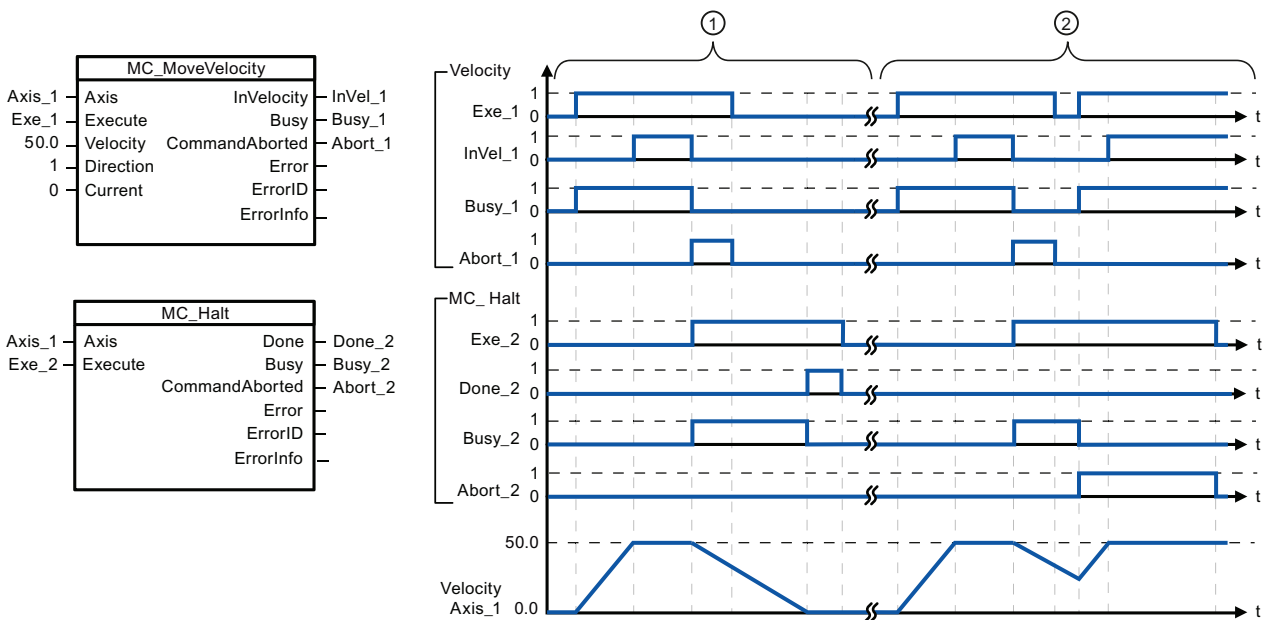 MC_MoveVelocity
Axis_1 Axis InVelocity InVel_1
Exe_1 Execute Busy Busy_1
50.0 Velocity CommandAborted Abort_1
1 Direction Error
0 Current ErrorID
ErrorInfo
MC_Halt
Axis_1 Axis Done Done_2
Exe_2 Execute Busy Busy_2
CommandAborted Abort_2
Error
ErrorID
ErrorInfo
1 2
Velocity
1
Exe_1 0 t
1
InVel_1 0 t
1
Busy_1 0 t
1
Abort_1 0 t
MC_ Halt
1
Exe_2 0 t
1
Done_2 0 t
1
Busy_2 0 t
1
Abort_2 0 t
50.0
Velocity
Axis_1 0.0 t